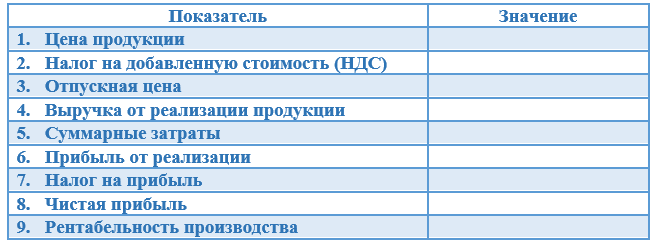 Показатель Значение
1. Цена продукции
2. Налог на добавленную стоимость (НДС)
3. Отпускная цена
4. Выручка от реализации продукции
5. Суммарные затраты
6. Прибыль от реализации
7. Налог на прибыль
8. Чистая прибыль
9. Рентабельность производства